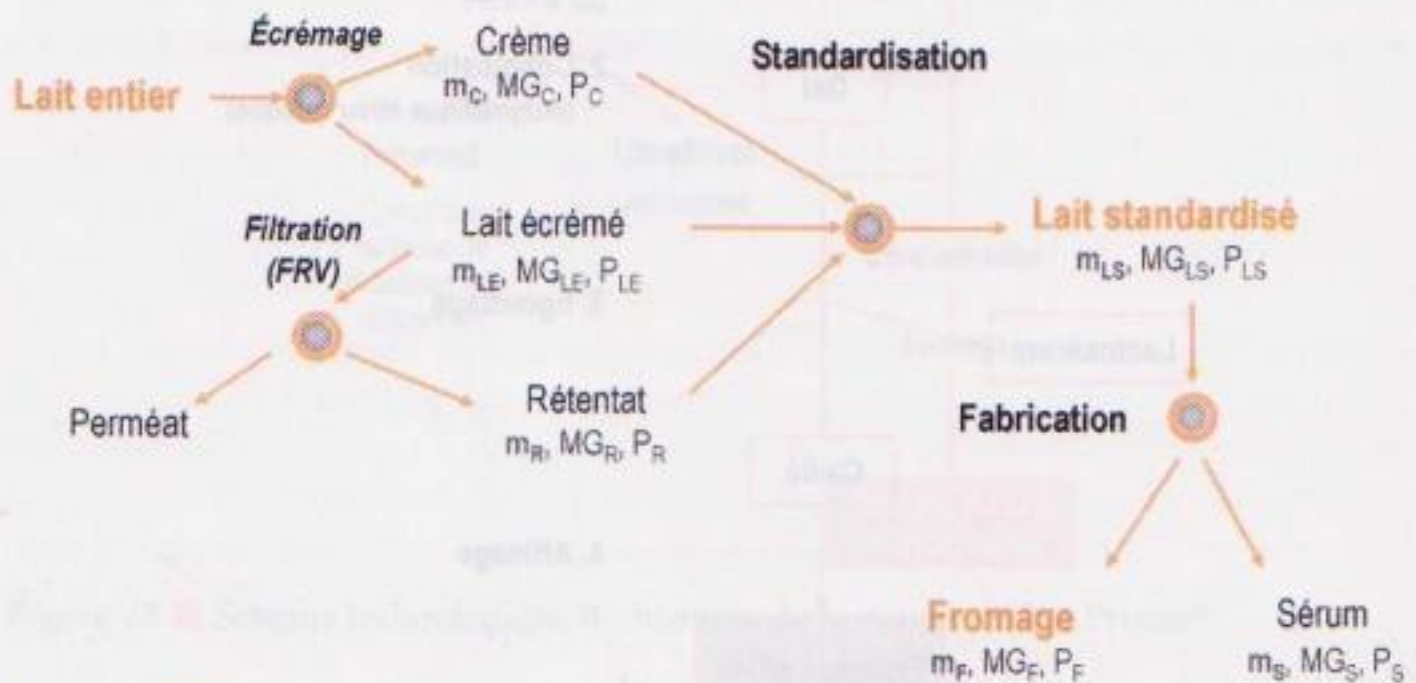 Écrémage
Crème
m_C, MG_C, P_C
Standardisation
Lait entier
Filtration
(FRV)
Lait écrémé
m_LE, MG_LE, P_LE
Lait standardisé
m_LS, MG_LS, P_LS
Perméat
Rétentat
m_R, MG_R, P_R
Fabrication
Fromage
m_F, MG_F, P_F
Sérum
m_S, MG_S, P_S